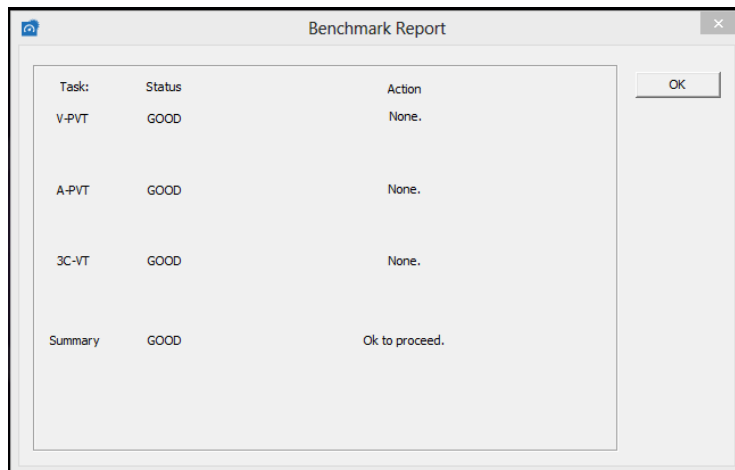 Benchmark Report
Task: Status Action
OK
V-PVT GOOD None.
A-PVT GOOD None.
3C-VT GOOD None.
Summary GOOD Ok to proceed.